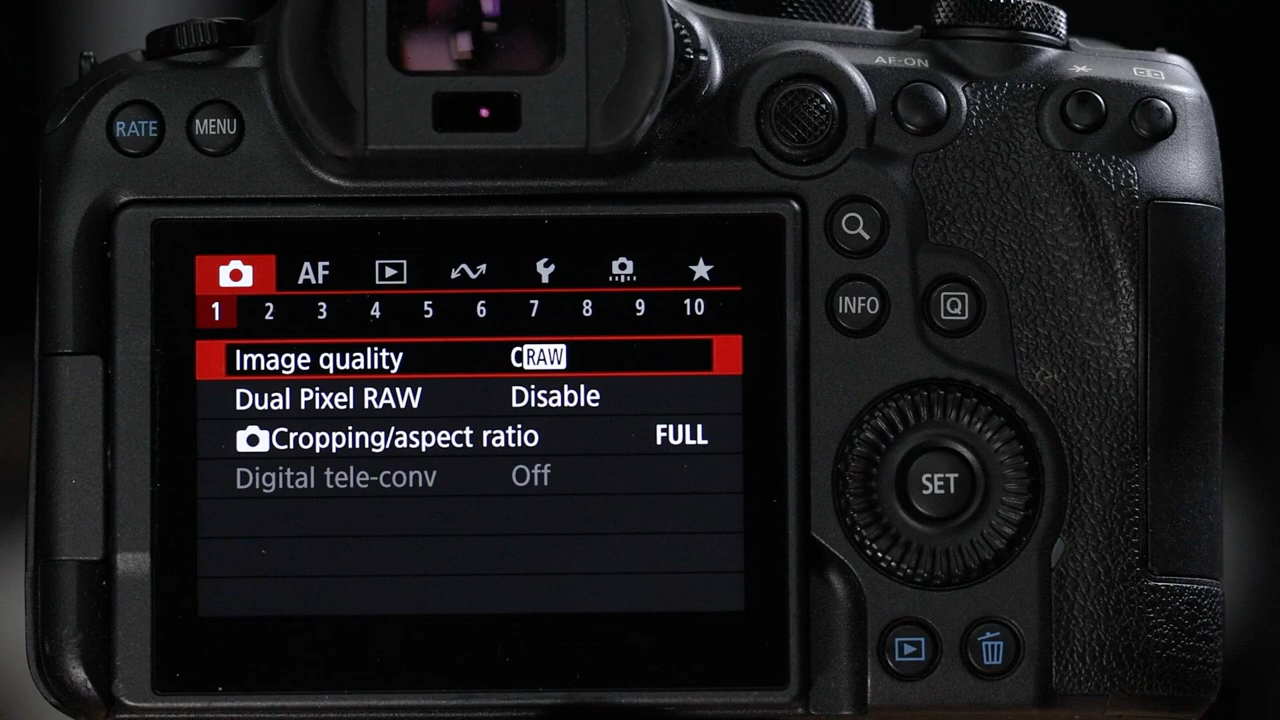 AF-ON
RATE MENU
AF
INFO Q
1 2 3 4 5 6 7 8 9 10
Image quality CRAW
Dual Pixel RAW Disable
Cropping/aspect ratio FULL
Digital tele-conv Off
SET